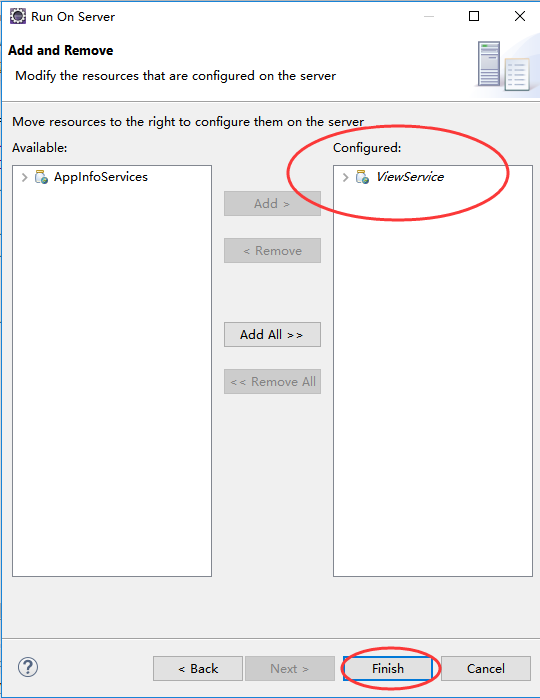 Run On Server
Add and Remove
Modify the resources that are configured on the server
Move resources to the right to configure them on the server
Available:
Configured:
AppInfoServices
ViewService
Add >
< Remove
Add All >>
<< Remove All
?
< Back
Next >
Finish
Cancel